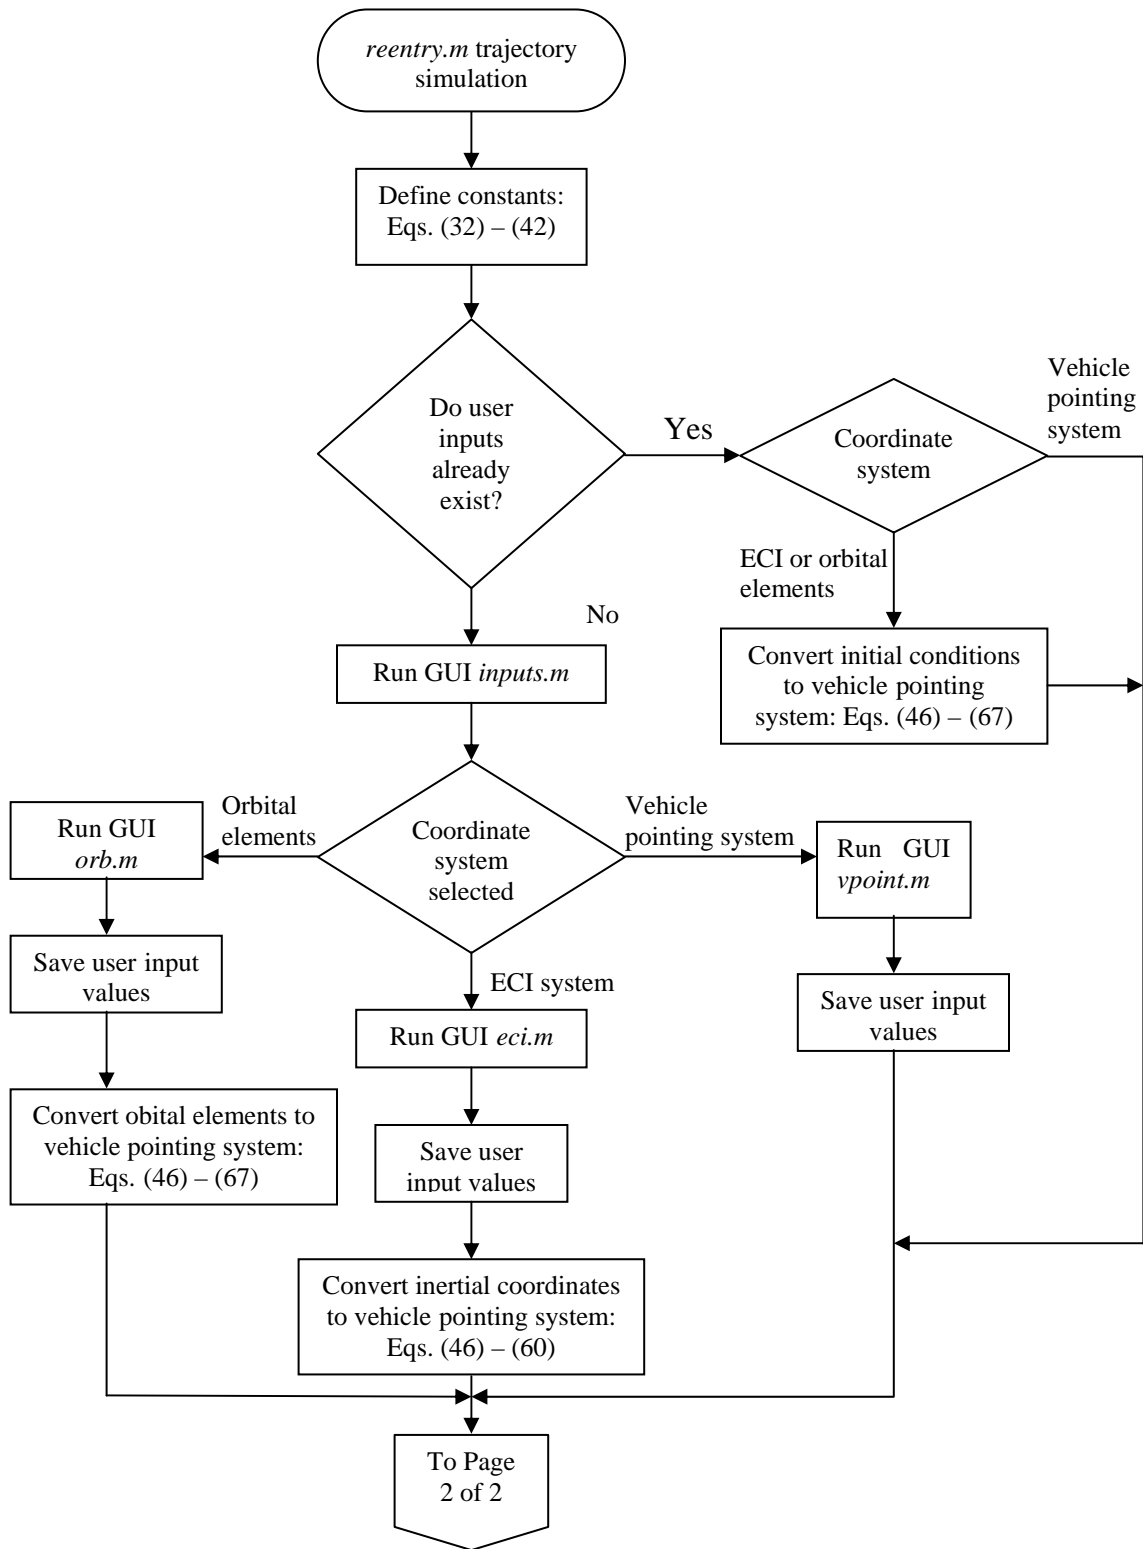 reentry.m trajectory
simulation
Define constants:
Eqs. (32) – (42)
Do user
inputs
already
exist?
Yes
Coordinate
system
Vehicle
pointing
system
ECI or orbital
elements
No
Convert initial conditions
to vehicle pointing
system: Eqs. (46) – (67)
Run GUI inputs.m
Orbital
elements
Coordinate
system
selected
Vehicle
pointing system
Run GUI
orb.m
Run GUI
vpoint.m
Save user input
values
ECI system
Save user input
values
Run GUI eci.m
Convert obital elements to
vehicle pointing system:
Eqs. (46) – (67)
Save user
input values
Convert inertial coordinates
to vehicle pointing system:
Eqs. (46) – (60)
To Page
2 of 2